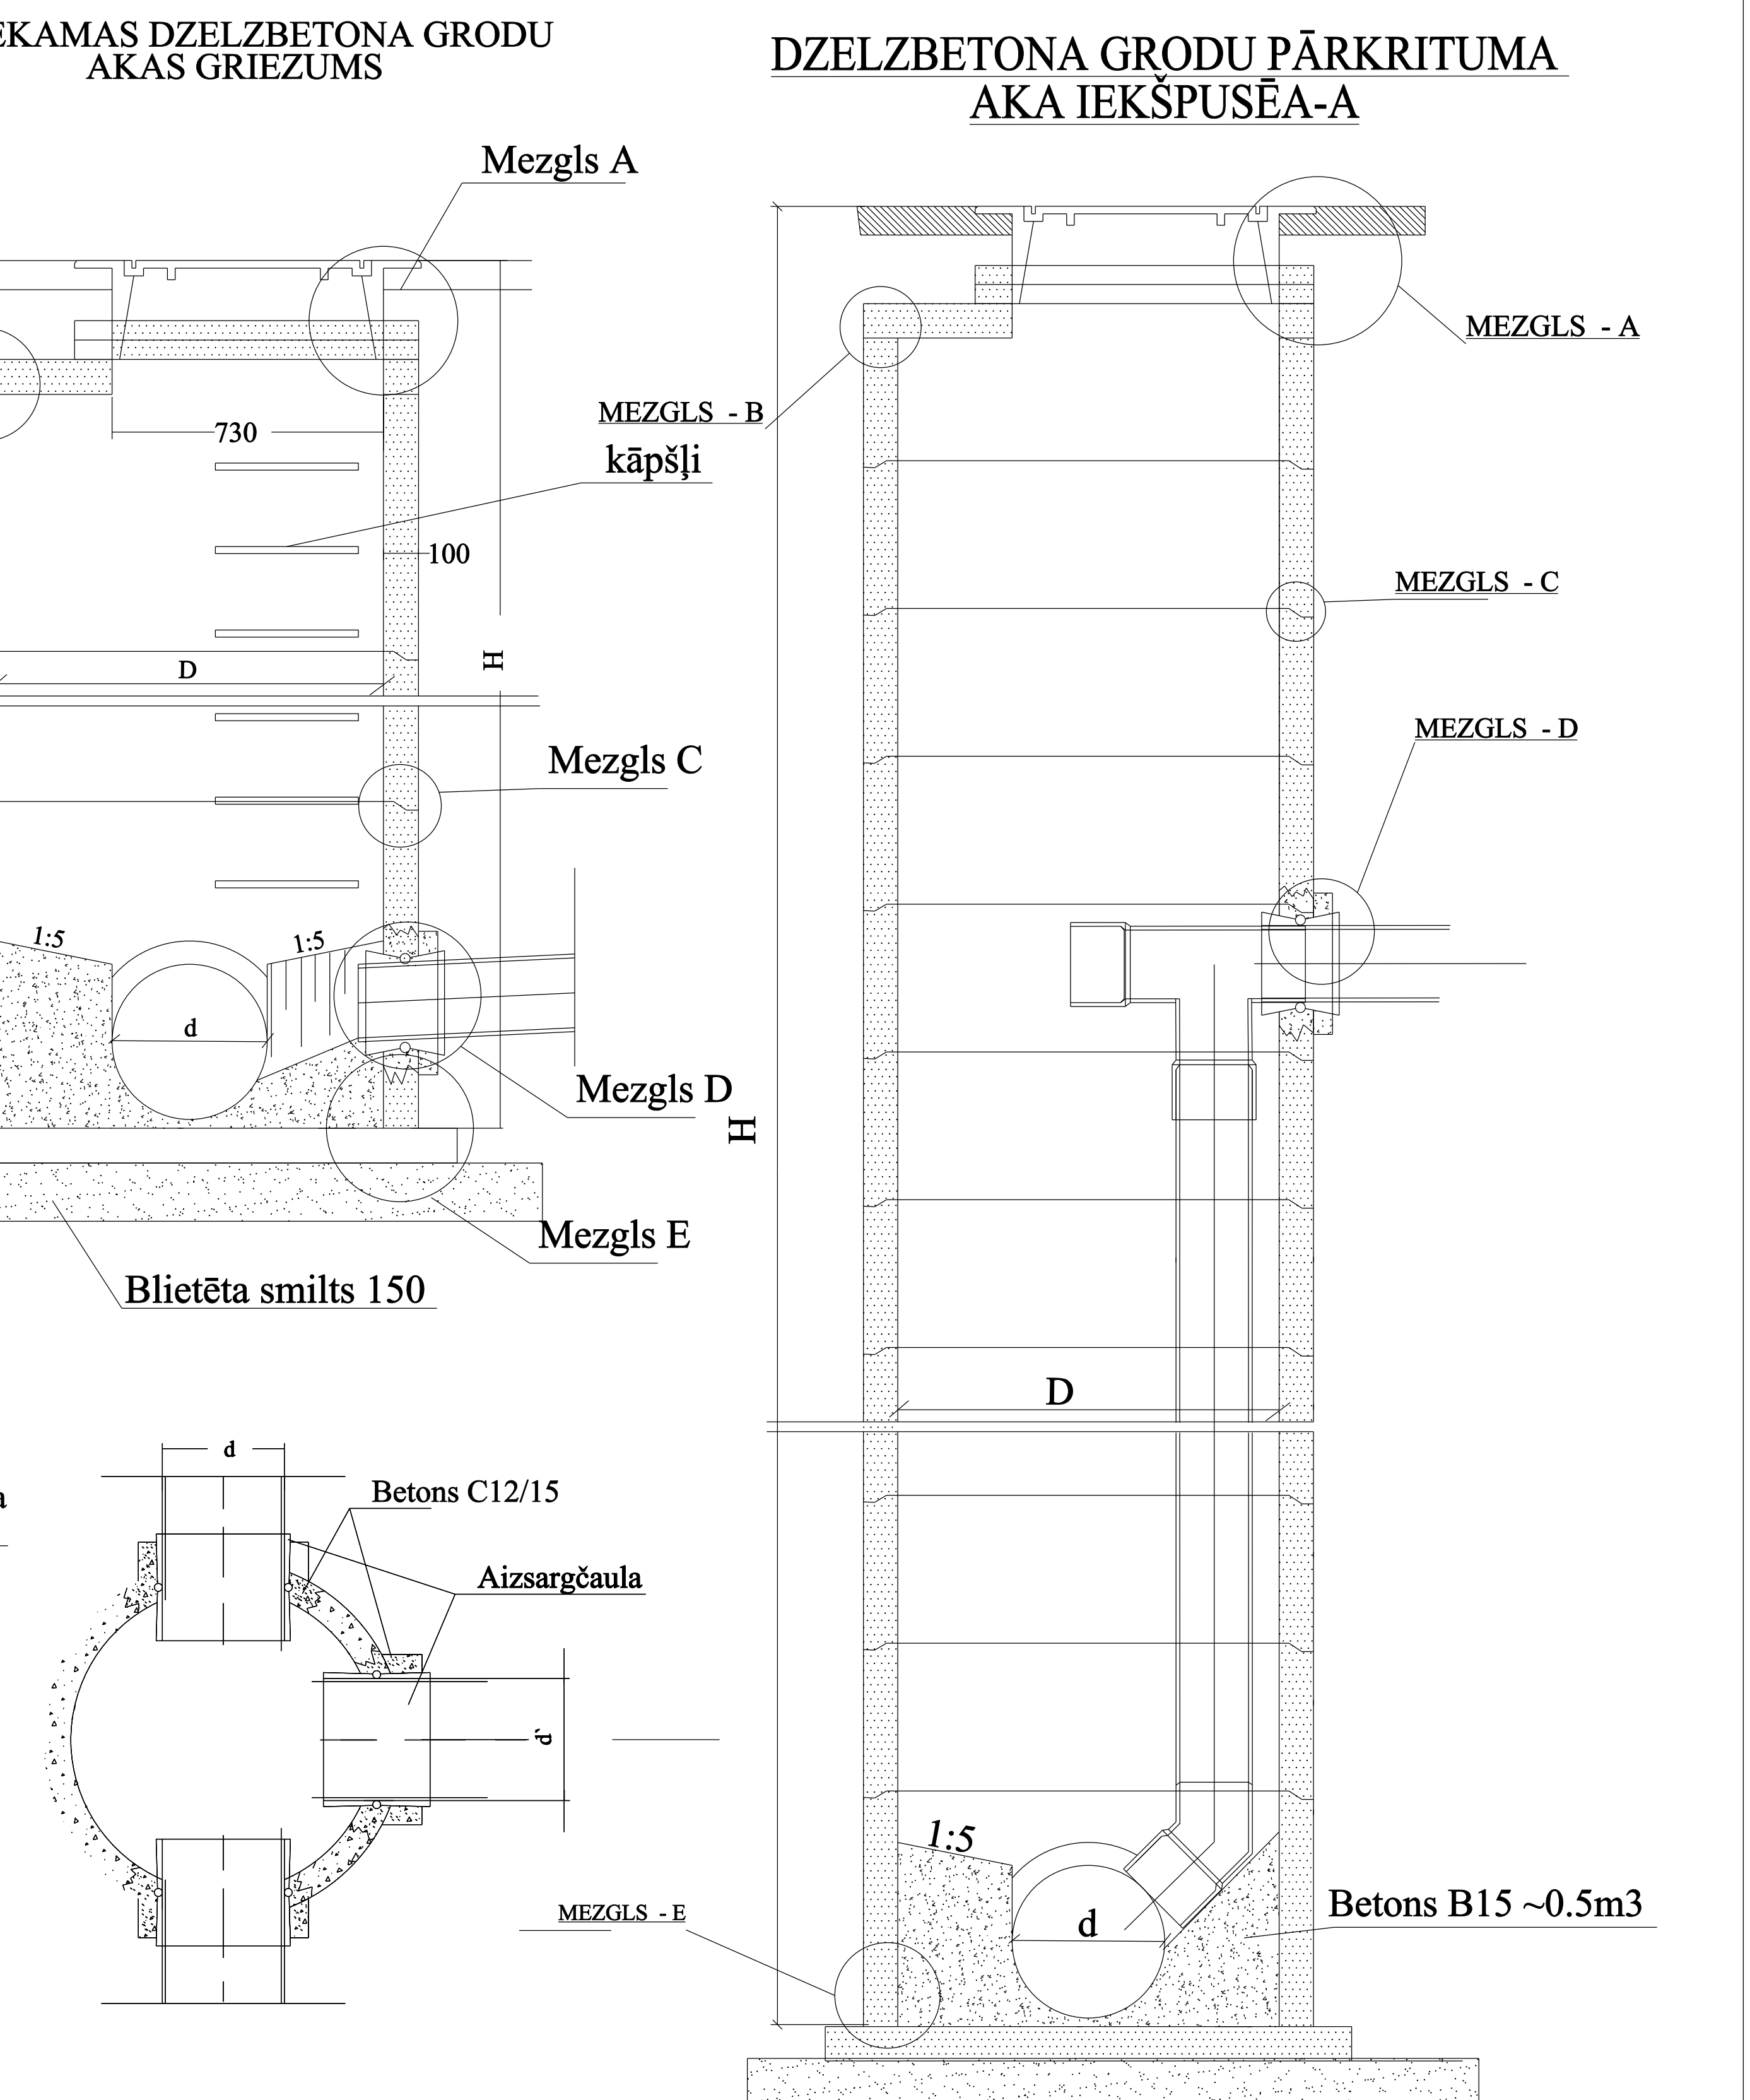 EKAMAS DZELZBETONA GRODU
AKAS GRIEZUMS
Mezgls A
730
kāpšļi
100
D
H
Mezgls C
1:5
1:5
d
Mezgls D
Mezgls E
Blietēta smilts 150
d
Betons C12/15
a
Aizsargčaula
d
DZELZBETONA GRODU PĀRKRITUMA
AKA IEKŠPUSĒA-A
MEZGLS - A
MEZGLS - B
MEZGLS - C
MEZGLS - D
H
D
1:5
d
Betons B15 ~0.5m3
MEZGLS - E